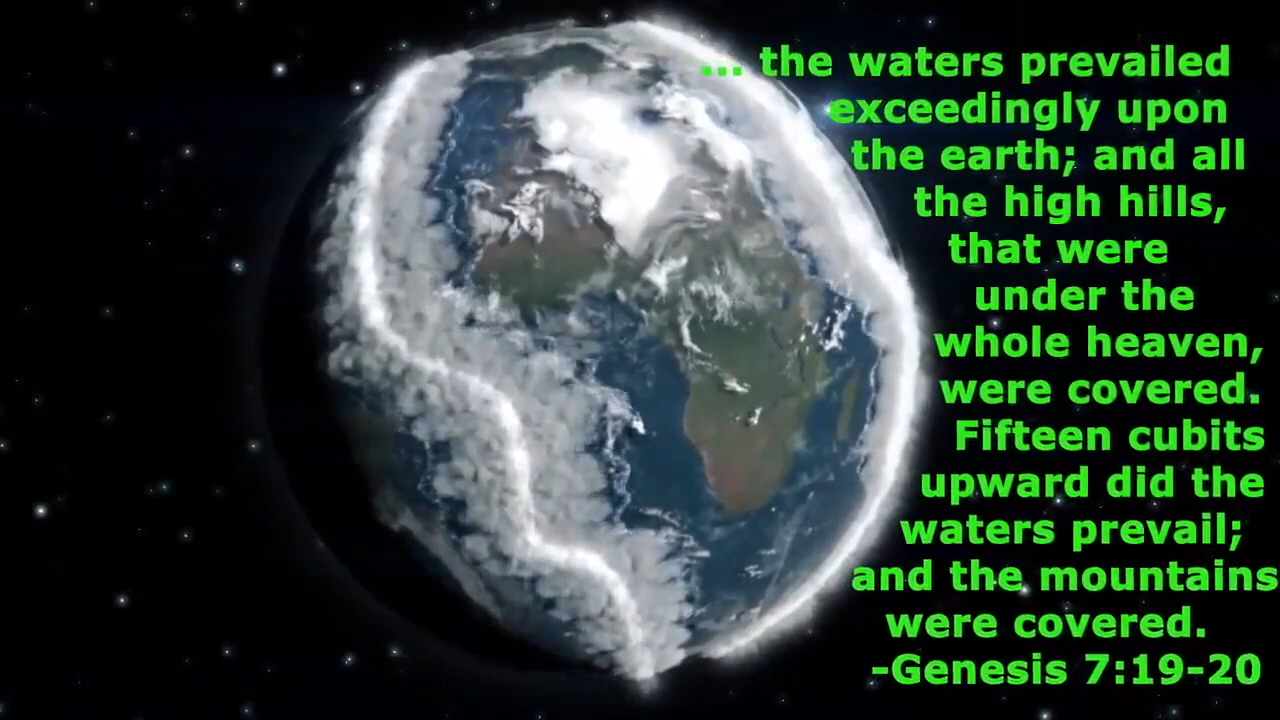 ... the waters prevailed
exceedingly upon
the earth; and all
the high hills,
that were
under the
whole heaven,
were covered.
Fifteen cubits
upward did the
waters prevail;
and the mountains
were covered.
-Genesis 7:19-20